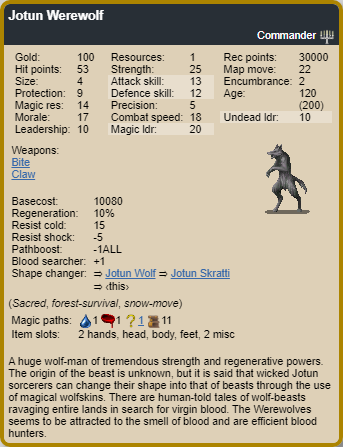 Jotun Werewolf
Commander
Gold: 100 Resources: 1 Rec points: 30000
Hit points: 53 Strength: 25 Map move: 22
Size: 4 Attack skill: 13 Encumbrance: 2
Protection: 9 Defence skill: 12 Age: 120
Magic res: 14 Precision: 5 (200)
Morale: 17 Combat speed: 18 Undead ldr: 10
Leadership: 10 Magic ldr: 20
Weapons:
Bite
Claw
Basecost: 10080
Regeneration: 10%
Resist cold: 15
Resist shock: -5
Pathboost: -1ALL
Blood searcher: +1
Shape changer: ⇒ Jotun Wolf ⇒ Jotun Skratti
⇒ ‹this›
(Sacred, forest-survival, snow-move)
Magic paths: 1 1 ? 1 11
Item slots: 2 hands, head, body, feet, 2 misc
A huge wolf-man of tremendous strength and regenerative powers.
The origin of the beast is unknown, but it is said that wicked Jotun
sorcerers can change their shape into that of beasts through the use
of magical wolfskins. There are human-told tales of wolf-beasts
ravaging entire lands in search for virgin blood. The Werewolves
seems to be attracted to the smell of blood and are efficient blood
hunters.